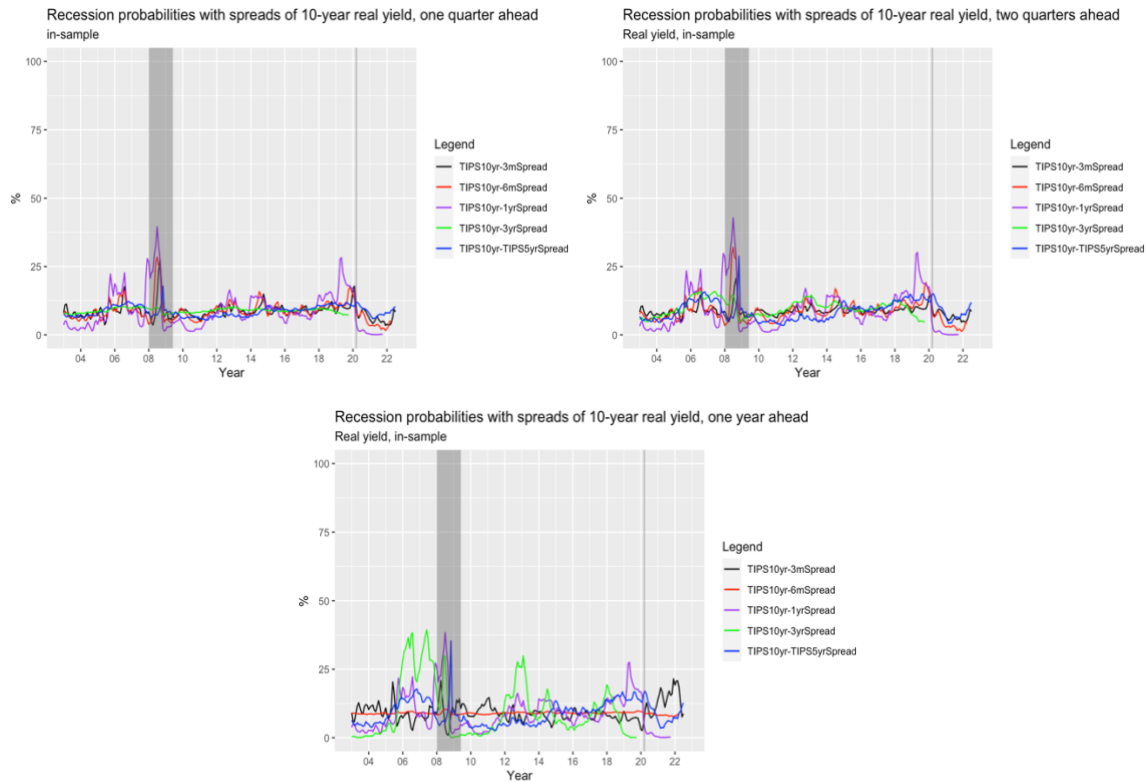 Recession probabilities with spreads of 10-year real yield, one quarter ahead
in-sample
100
75
50
25
0
%
04 06 08 10 12 14 16 18 20 22
Year
Legend
TIPS10yr-3mSpread
TIPS10yr-6mSpread
TIPS10yr-1yrSpread
TIPS10yr-3yrSpread
TIPS10yr-TIPS5yrSpread
Recession probabilities with spreads of 10-year real yield, two quarters ahead
Real yield, in-sample
100
75
50
25
0
%
04 06 08 10 12 14 16 18 20 22
Year
Legend
TIPS10yr-3mSpread
TIPS10yr-6mSpread
TIPS10yr-1yrSpread
TIPS10yr-3yrSpread
TIPS10yr-TIPS5yrSpread
Recession probabilities with spreads of 10-year real yield, one year ahead
Real yield, in-sample
100
75
50
25
0
%
04 06 08 10 12 14 16 18 20 22
Year
Legend
TIPS10yr-3mSpread
TIPS10yr-6mSpread
TIPS10yr-1yrSpread
TIPS10yr-3yrSpread
TIPS10yr-TIPS5yrSpread